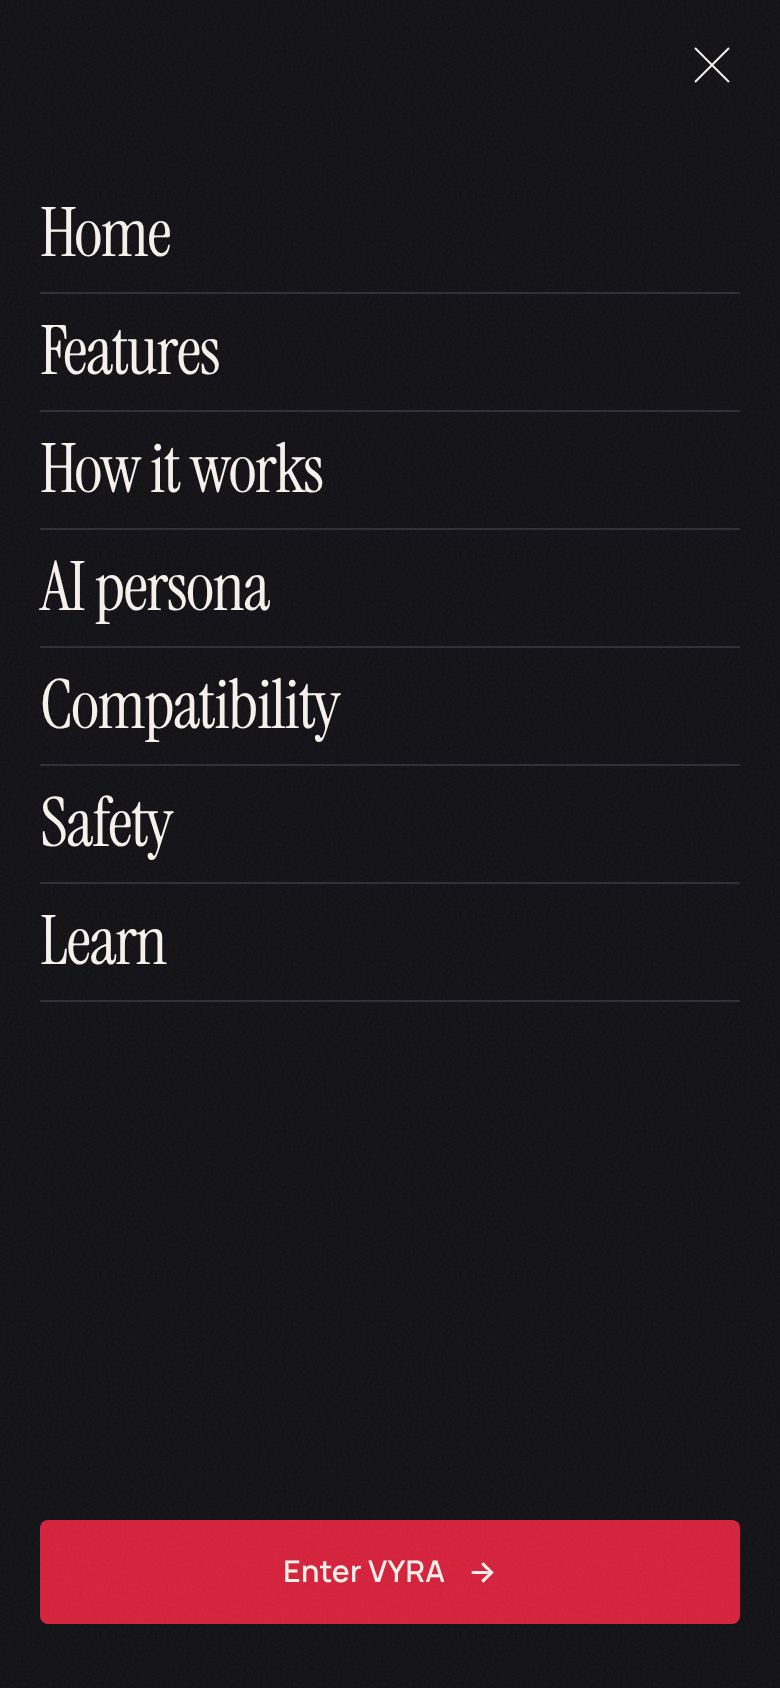 Home
Features
How it works
AI persona
Compatibility
Safety
Learn
Enter VYRA →